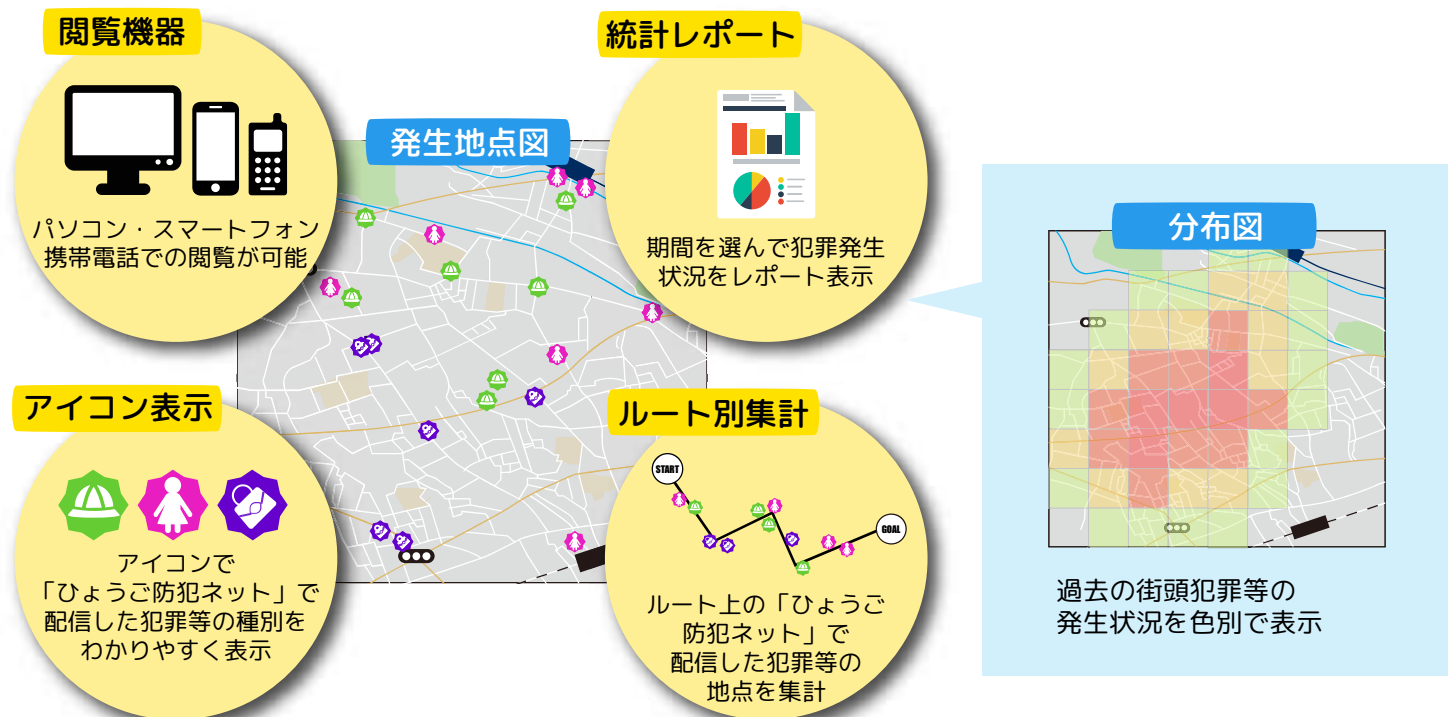 閲覧機器
パソコン・スマートフォン
携帯電話での閲覧が可能
発生地点図
統計レポート
期間を選んで犯罪発生
状況をレポート表示
アイコン表示
アイコンで
「ひょうご防犯ネット」で
配信した犯罪等の種別を
わかりやすく表示
ルート別集計
START
GOAL
ルート上の「ひょうご
防犯ネット」で
配信した犯罪等の
地点を集計
分布図
過去の街頭犯罪等の
発生状況を色別で表示